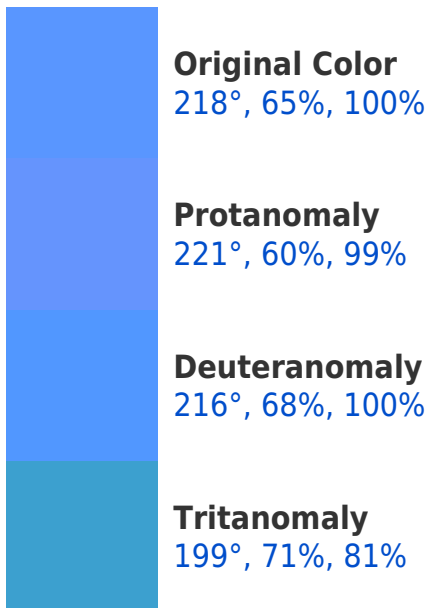 Original Color
218°, 65%, 100%
Protanomaly
221°, 60%, 99%
Deuteranomaly
216°, 68%, 100%
Tritanomaly
199°, 71%, 81%